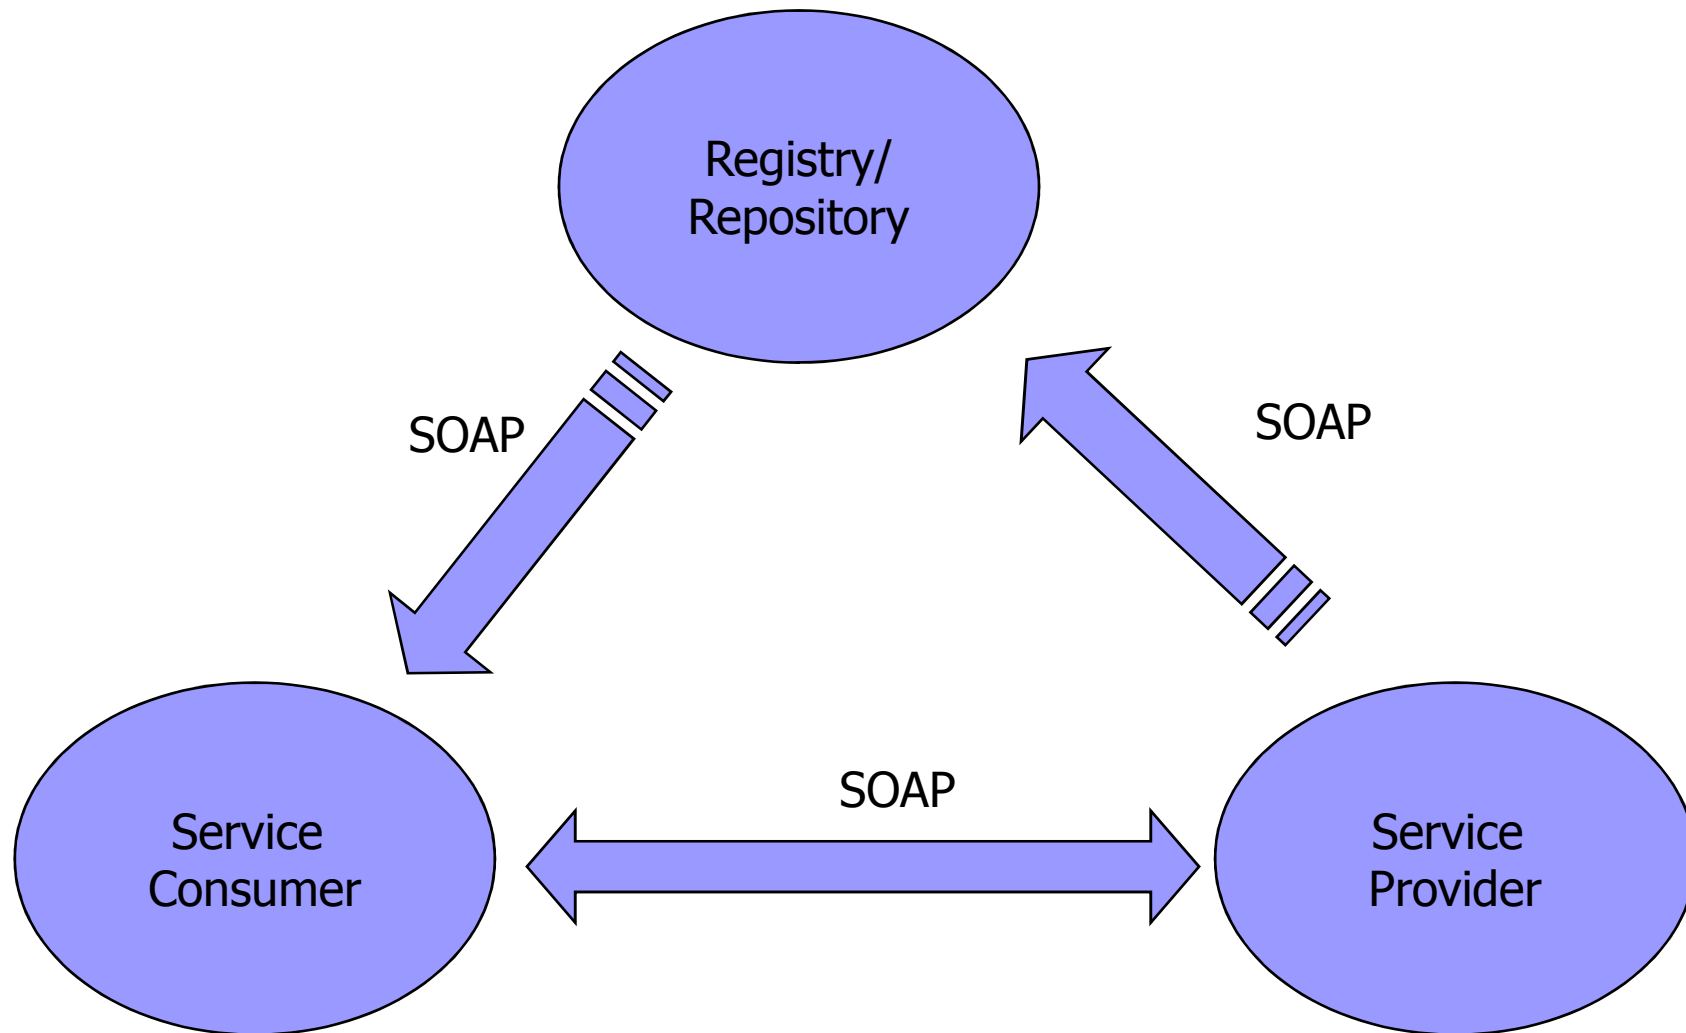 Registry/
Repository
SOAP
SOAP
SOAP
Service
Consumer
Service
Provider